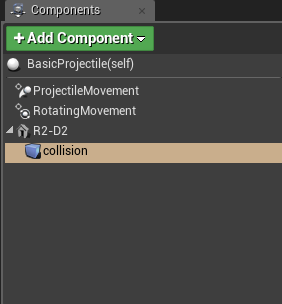 Components
+ Add Component
BasicProjectile(self)
ProjectileMovement
RotatingMovement
R2-D2
collision